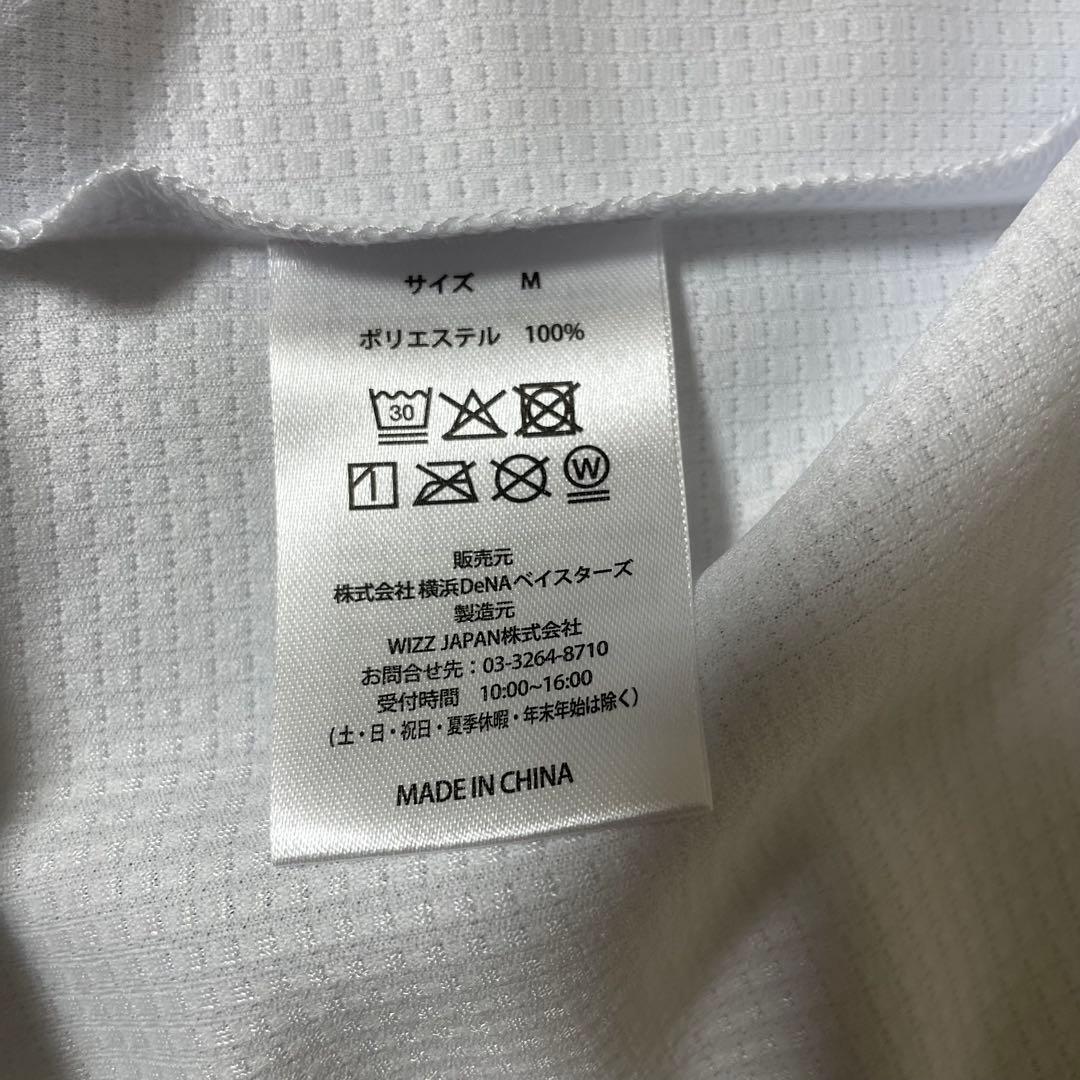 サイズ M
ポリエステル 100%
30
W
販売元
株式会社 横浜DeNAベイスターズ
製造元
WIZZ JAPAN株式会社
お問合せ先：03-3264-8710
受付時間 10:00~16:00
(土・日・祝日・夏季休暇・年末年始は除く)
MADE IN CHINA